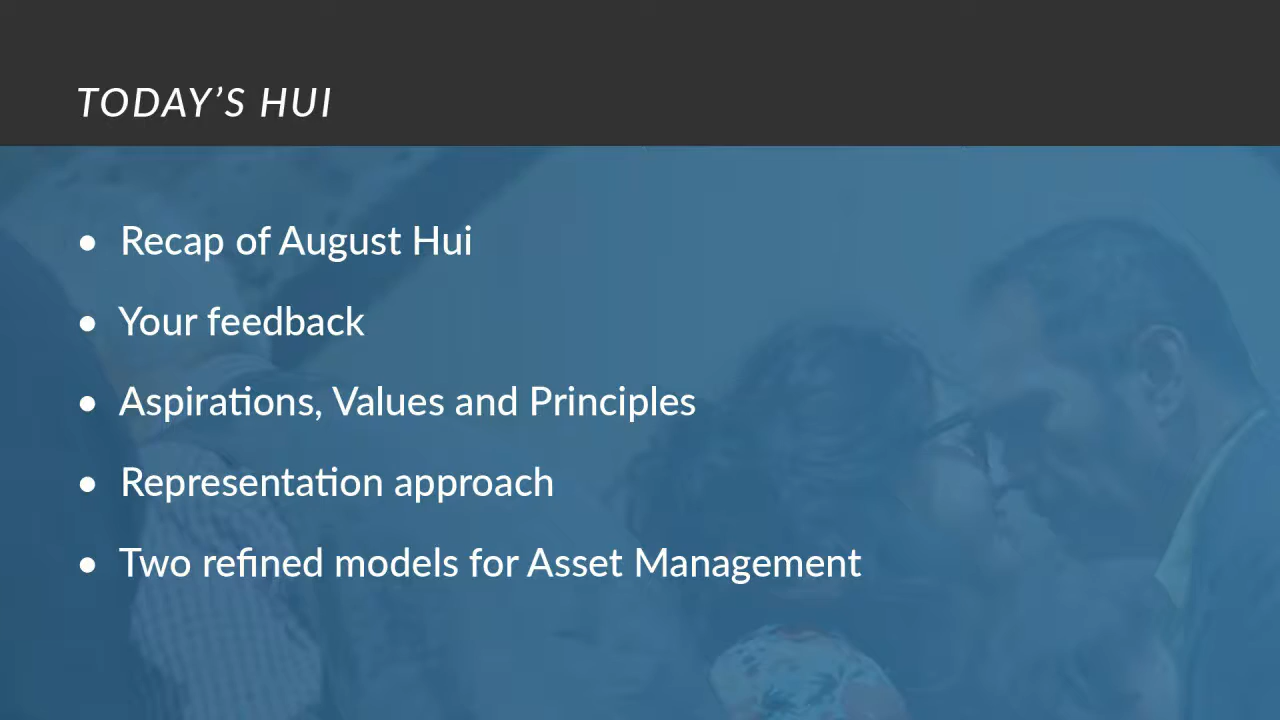 TODAY’S HUI
• Recap of August Hui
• Your feedback
• Aspirations, Values and Principles
• Representation approach
• Two refined models for Asset Management